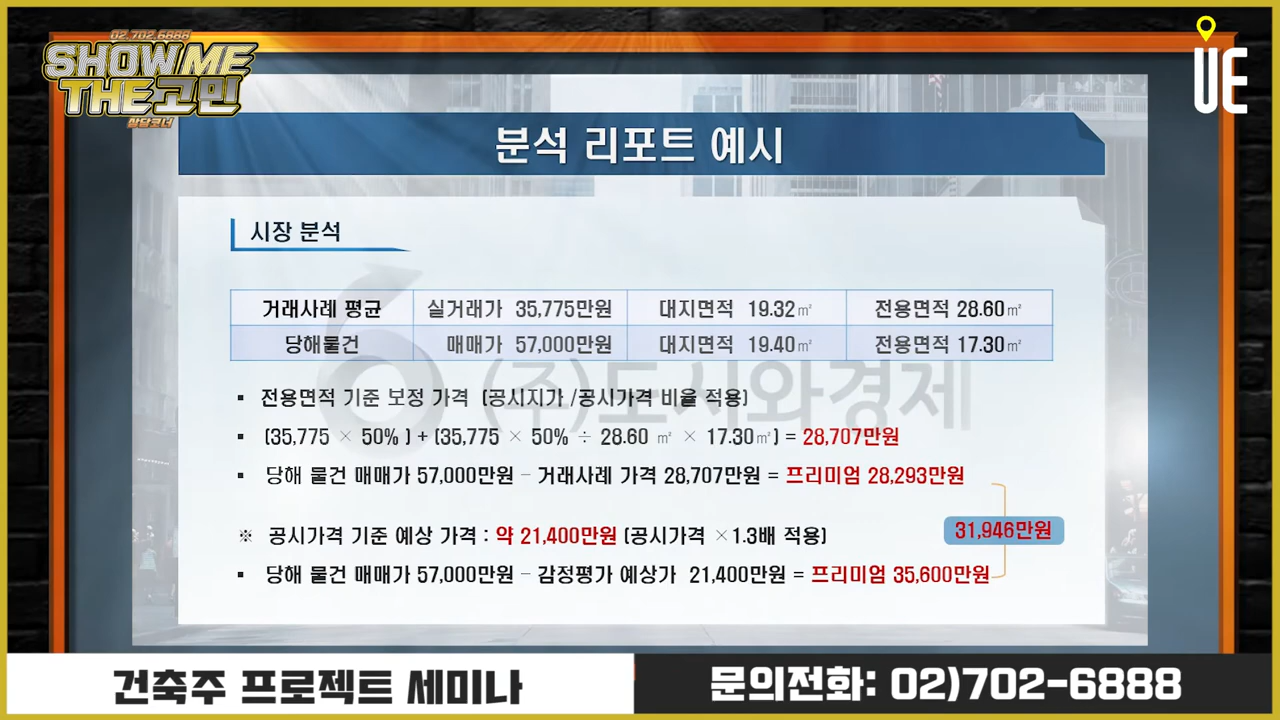 02.702.6888
SHOW ME
THE고민
상담코너
UE
분석 리포트 예시
시장 분석
거래사례 평균 실거래가 35,775만원 대지면적 19.32㎡ 전용면적 28.60㎡
당해물건 매매가 57,000만원 대지면적 19.40㎡ 전용면적 17.30㎡
(주)도시와경제
▪ 전용면적 기준 보정 가격 (공시지가 /공시가격 비율 적용)
▪ (35,775 × 50% ) + (35,775 × 50% ÷ 28.60 ㎡ × 17.30㎡) = 28,707만원
▪ 당해 물건 매매가 57,000만원 – 거래사례 가격 28,707만원 = 프리미엄 28,293만원
※ 공시가격 기준 예상 가격 : 약 21,400만원 (공시가격 ×1.3배 적용)
31,946만원
▪ 당해 물건 매매가 57,000만원 – 감정평가 예상가 21,400만원 = 프리미엄 35,600만원
건축주 프로젝트 세미나
문의전화: 02)702-6888